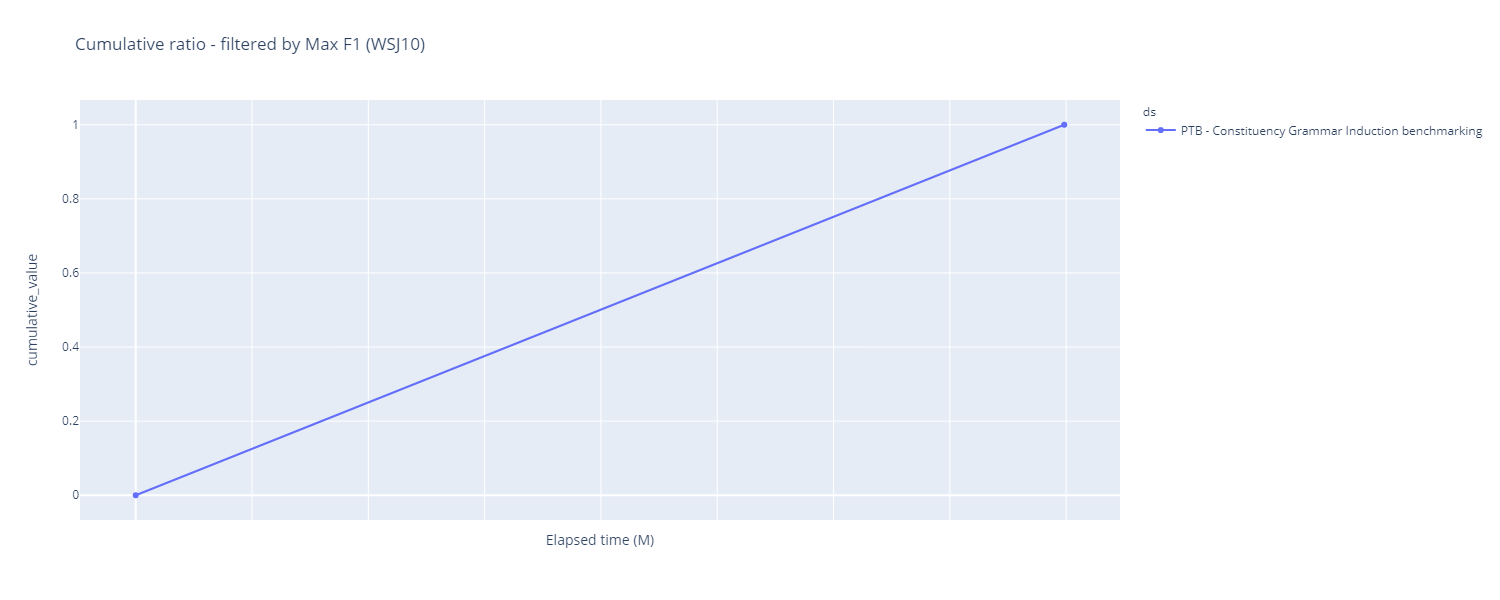 Cumulative ratio - filtered by Max F1 (WSJ10)
ds
PTB - Constituency Grammar Induction benchmarking
1
0.8
0.6
0.4
0.2
0
cumulative_value
Elapsed time (M)